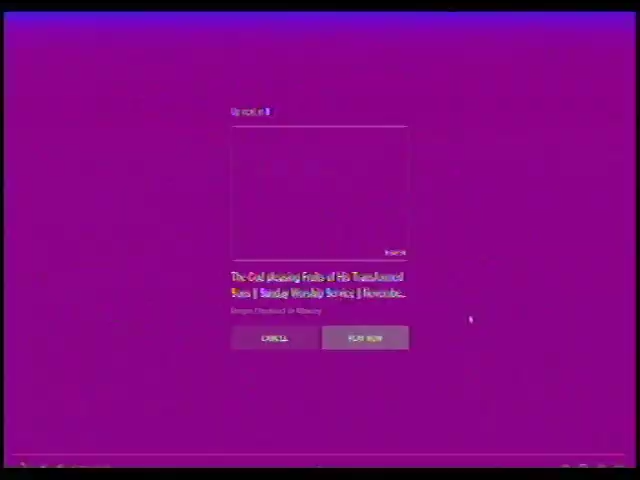 Up next in 8
The God pleasing Fruits of His Transformed
Sons || Sunday Worship Service || Novembe...
CANCEL
PLAY NOW